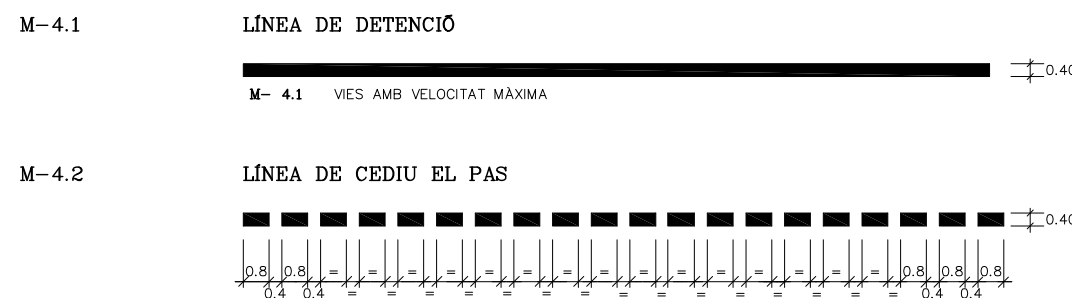 M-4.1 LÍNEA DE DETENCIÕ
0.40
M- 4.1 VIES AMB VELOCITAT MÀXIMA
M-4.2 LÍNEA DE CEDIU EL PAS
0.40
0.8 0.8 = = = = = = = = = = = = = = = 0.8 0.8 0.8
0.4 0.4 = = = = = = = = = = = = = = = 0.4 0.4